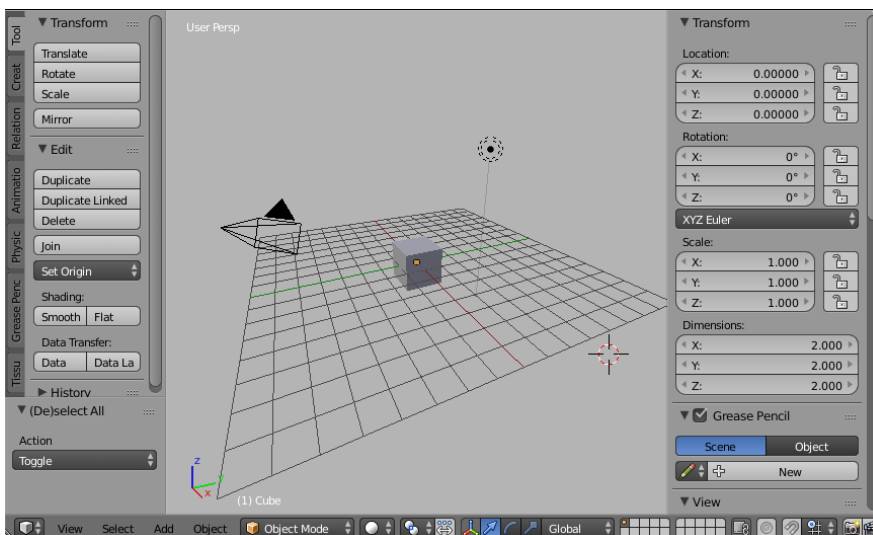 Tool
Creat
Relation
Animatio
Physic
Grease Penc
Tissu
Transform
Translate
Rotate
Scale
Mirror
Edit
Duplicate
Duplicate Linked
Delete
Join
Set Origin
Shading:
Smooth Flat
Data Transfer:
Data Data La
History
(De)select All
Action
Toggle
User Persp
z
y
x
(1) Cube
Transform
Location:
X: 0.00000
Y: 0.00000
Z: 0.00000
Rotation:
X: 0°
Y: 0°
Z: 0°
XYZ Euler
Scale:
X: 1.000
Y: 1.000
Z: 1.000
Dimensions:
X: 2.000
Y: 2.000
Z: 2.000
Grease Pencil
Scene Object
New
View
View Select Add Object Object Mode Global